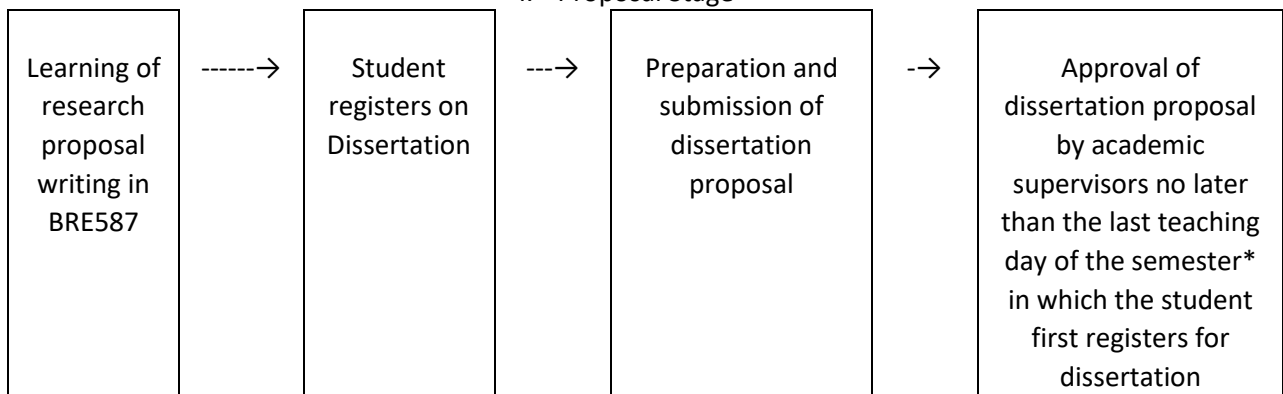 Learning of
research
proposal
writing in
BRE587
------→
Student
registers on
Dissertation
---→
Preparation and
submission of
dissertation
proposal
-→
Approval of
dissertation proposal
by academic
supervisors no later
than the last teaching
day of the semester*
in which the student
first registers for
dissertation